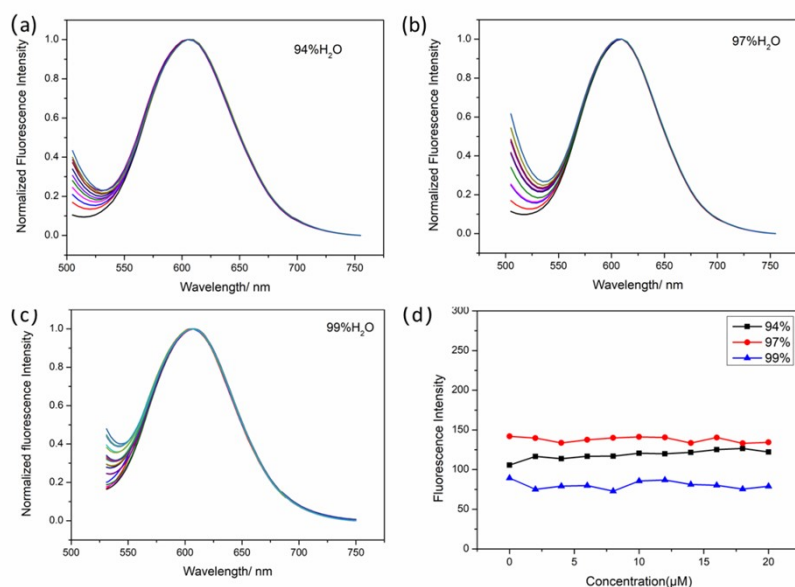 (a)
94%H₂O
Normalized Fluorescence Intensity
1.0
0.8
0.6
0.4
0.2
0.0
500 550 600 650 700 750
Wavelength/ nm
(b)
97%H₂O
Normalized Fluorescence Intensity
1.0
0.8
0.6
0.4
0.2
0.0
500 550 600 650 700 750
Wavelength/ nm
(c)
99%H₂O
Normalized fluorescence Intensity
1.0
0.8
0.6
0.4
0.2
0.0
500 550 600 650 700 750
Wavelength/ nm
(d)
94%
97%
99%
Fluorescence Intensity
300
250
200
150
100
50
0
0 5 10 15 20
Concentration(μM)